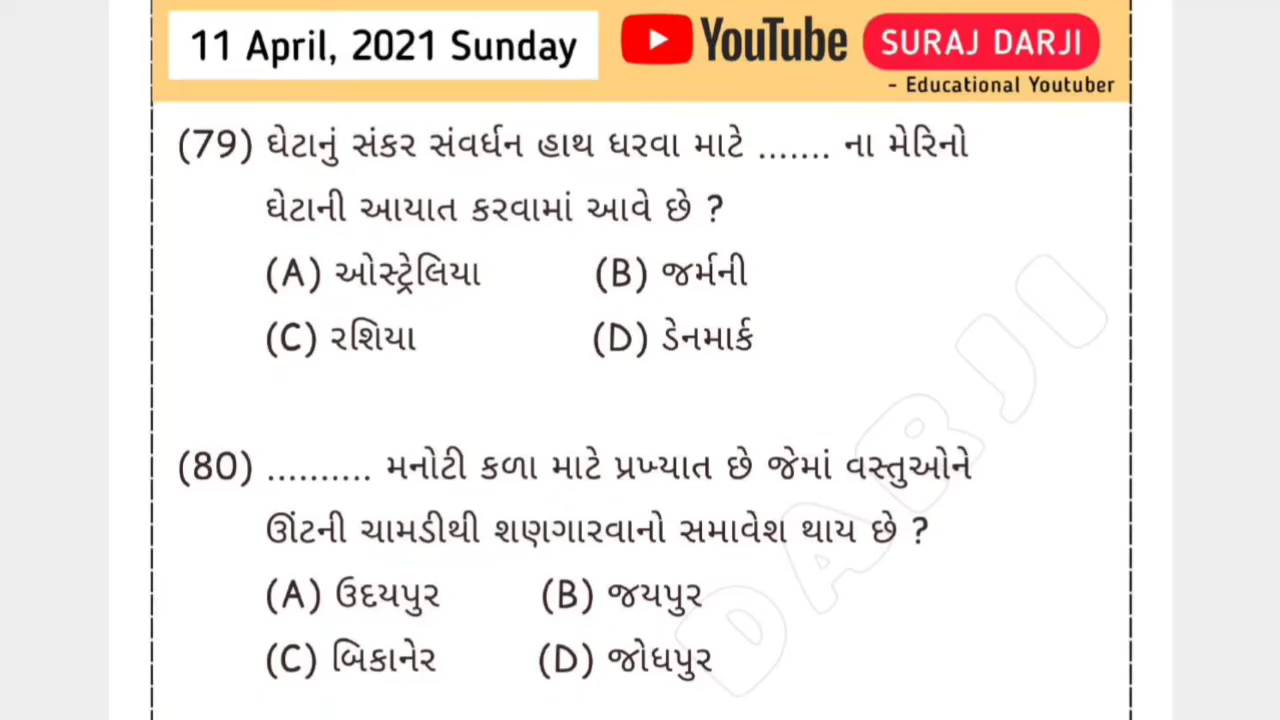 11 April, 2021 Sunday
YouTube SURAJ DARJI
- Educational Youtuber
(79) ઘેટાનું સંકર સંવર્ધન હાથ ધરવા માટે ....... ના મેરિનો
ઘેટાની આયાત કરવામાં આવે છે ?
(A) ઓસ્ટ્રેલિયા (B) જર્મની
(C) રશિયા (D) ડેનમાર્ક
(80) .......... મનોટી કળા માટે પ્રખ્યાત છે જેમાં વસ્તુઓને
ઊંટની ચામડીથી શણગારવાનો સમાવેશ થાય છે ?
(A) ઉદયપુર (B) જયપુર
(C) બિકાનેર (D) જોધપુર
DARJI